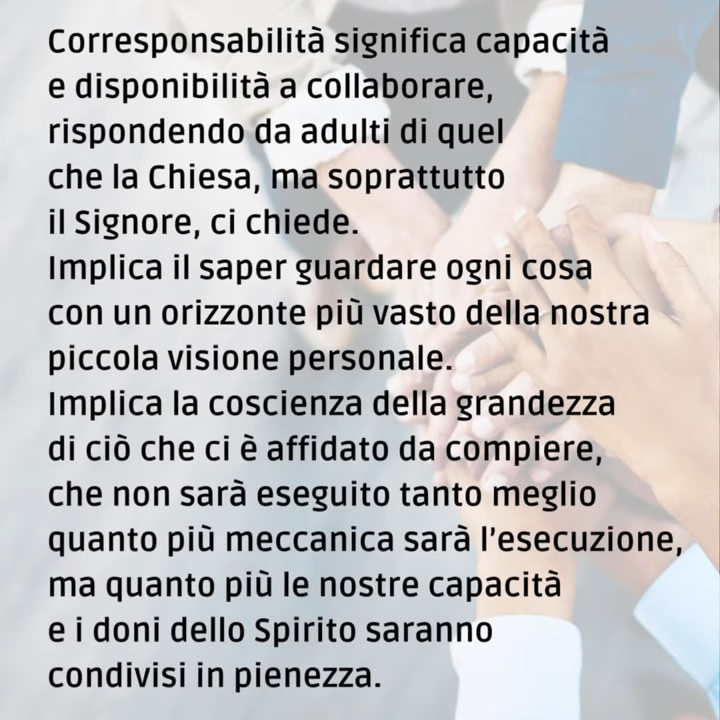 Corresponsabilità significa capacità
e disponibilità a collaborare,
rispondendo da adulti di quel
che la Chiesa, ma soprattutto
il Signore, ci chiede.
Implica il saper guardare ogni cosa
con un orizzonte più vasto della nostra
piccola visione personale.
Implica la coscienza della grandezza
di ciò che ci è affidato da compiere,
che non sarà eseguito tanto meglio
quanto più meccanica sarà l'esecuzione,
ma quanto più le nostre capacità
e i doni dello Spirito saranno
condivisi in pienezza.